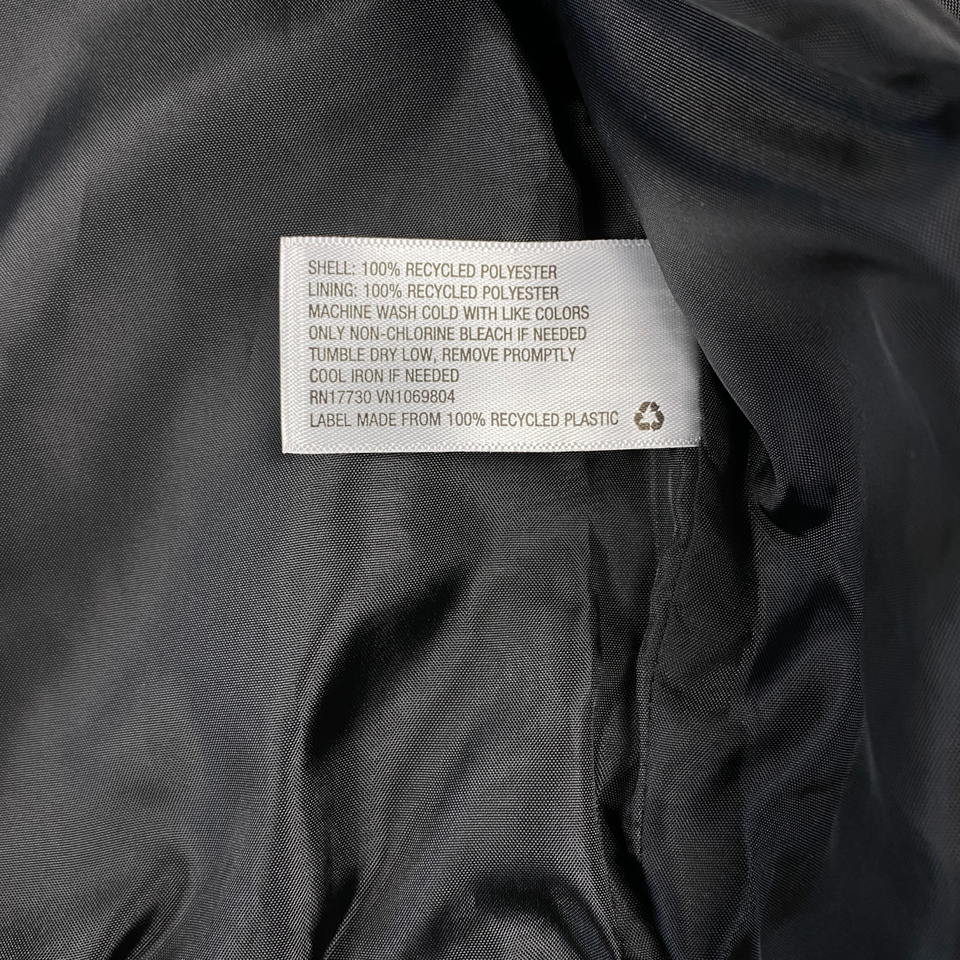 SHELL: 100% RECYCLED POLYESTER
LINING: 100% RECYCLED POLYESTER
MACHINE WASH COLD WITH LIKE COLORS
ONLY NON-CHLORINE BLEACH IF NEEDED
TUMBLE DRY LOW, REMOVE PROMPTLY
COOL IRON IF NEEDED
RN17730 VN1069804
LABEL MADE FROM 100% RECYCLED PLASTIC